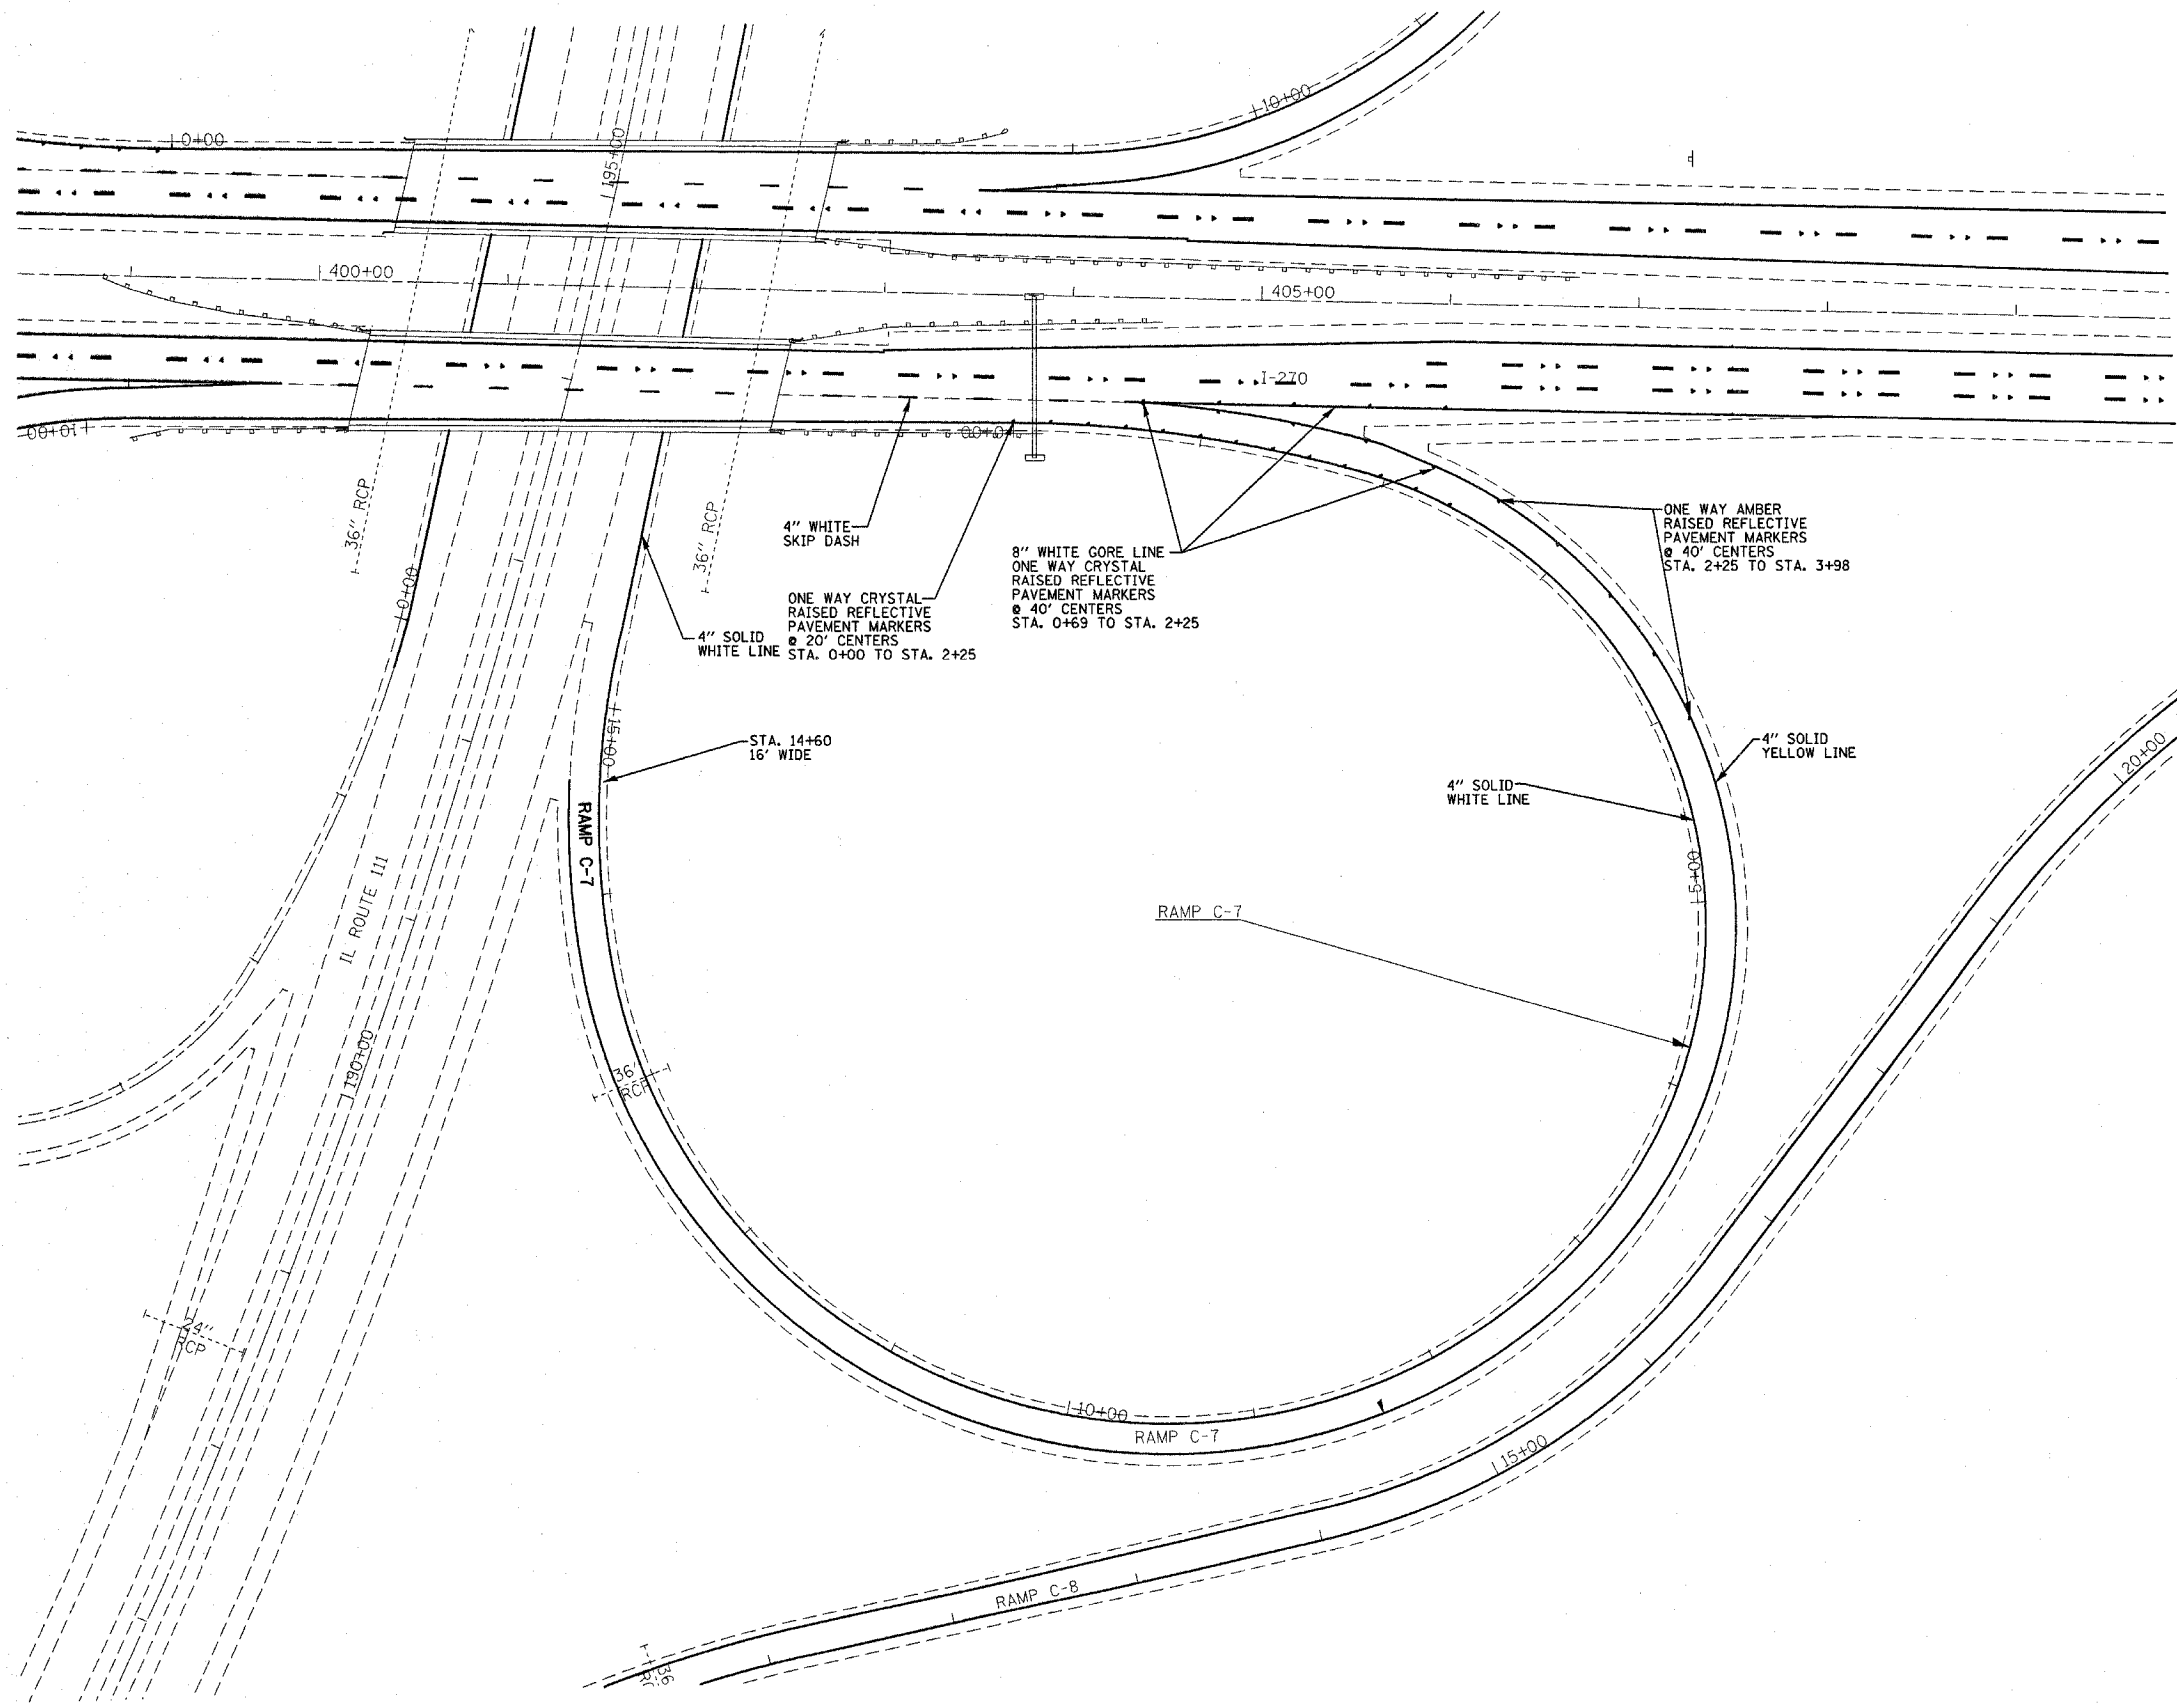 10+00
0+00
195+00
400+00
405+00
I-270
10+00
0+00
36" RCP
36" RCP
4" WHITE
SKIP DASH
ONE WAY AMBER
RAISED REFLECTIVE
PAVEMENT MARKERS
@ 40' CENTERS
STA. 2+25 TO STA. 3+98
8" WHITE GORE LINE
ONE WAY CRYSTAL
RAISED REFLECTIVE
PAVEMENT MARKERS
@ 40' CENTERS
STA. 0+69 TO STA. 2+25
0+00
ONE WAY CRYSTAL
RAISED REFLECTIVE
PAVEMENT MARKERS
@ 20' CENTERS
STA. 0+00 TO STA. 2+25
4" SOLID
WHITE LINE
15+00
STA. 14+60
16' WIDE
4" SOLID
YELLOW LINE
20+00
4" SOLID
WHITE LINE
RAMP C-7
5+00
IL ROUTE 111
RAMP C-7
190+00
36"
RCP
24"
RCP
10+00
RAMP C-7
15+00
RAMP C-8
36